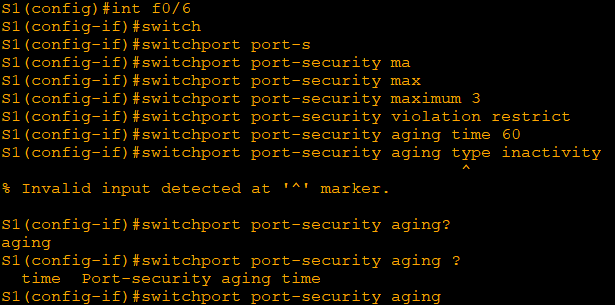 S1(config)#int f0/6
S1(config-if)#switch
S1(config-if)#switchport port-s
S1(config-if)#switchport port-security ma
S1(config-if)#switchport port-security max
S1(config-if)#switchport port-security maximum 3
S1(config-if)#switchport port-security violation restrict
S1(config-if)#switchport port-security aging time 60
S1(config-if)#switchport port-security aging type inactivity
^
% Invalid input detected at '^' marker.
S1(config-if)#switchport port-security aging?
aging
S1(config-if)#switchport port-security aging ?
time  Port-security aging time
S1(config-if)#switchport port-security aging